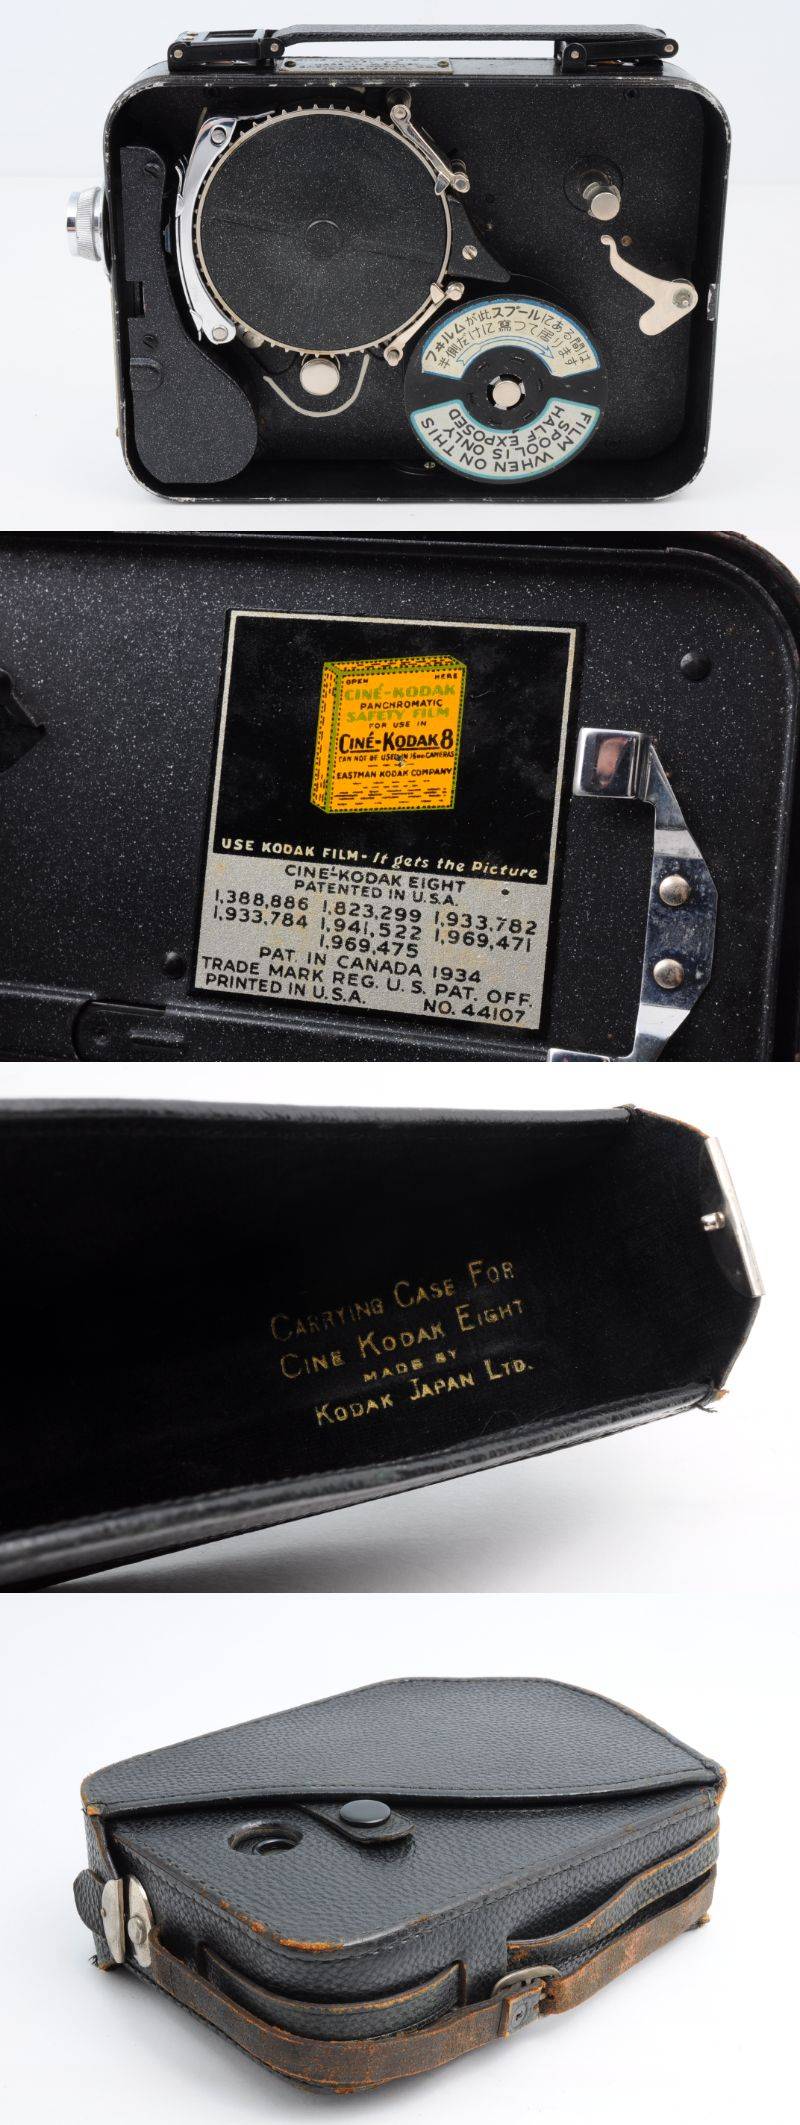 フヰルムが此スプールにある間は
半側だけに寫つて居ります
FILM WHEN ON THIS
SPOOL IS ONLY
HALF EXPOSED
OPEN HERE
CINÉ-KODAK
PANCHROMATIC
SAFETY FILM
FOR USE IN
CINÉ-KODAK 8
CAN NOT BE USED IN 16MM CAMERAS
EASTMAN KODAK COMPANY
USE KODAK FILM - It gets the Picture
CINÉ-KODAK EIGHT
PATENTED IN U.S.A.
1,388,886 1,823,299 1,933,782
1,933,784 1,941,522 1,969,471
1,969,475
PAT. IN CANADA 1934
TRADE MARK REG. U.S. PAT. OFF.
PRINTED IN U.S.A. NO. 44107
CARRYING CASE FOR
CINE KODAK EIGHT
MADE BY
KODAK JAPAN LTD.